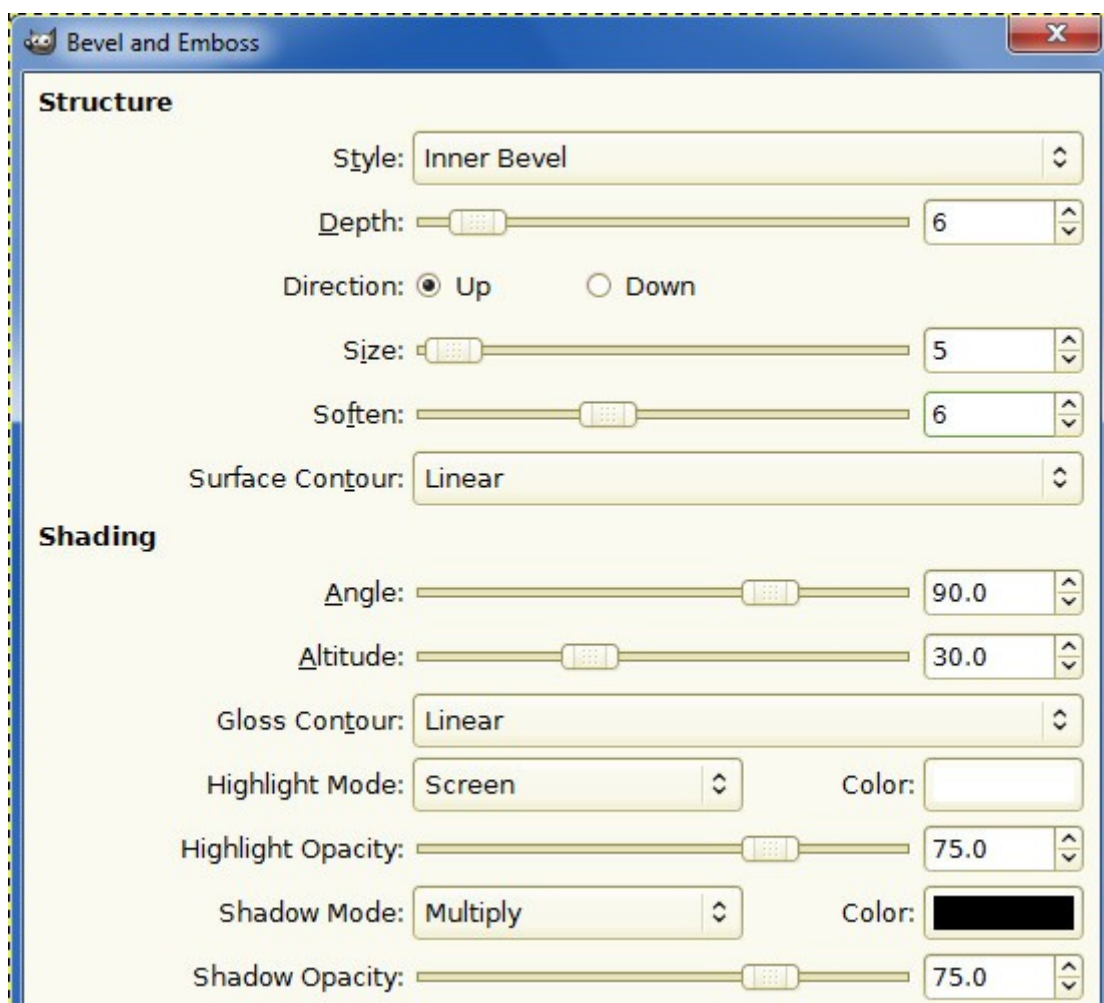 Bevel and Emboss
x
Structure
Style: Inner Bevel
Depth: 6
Direction: Up Down
Size: 5
Soften: 6
Surface Contour: Linear
Shading
Angle: 90.0
Altitude: 30.0
Gloss Contour: Linear
Highlight Mode: Screen Color:
Highlight Opacity: 75.0
Shadow Mode: Multiply Color:
Shadow Opacity: 75.0